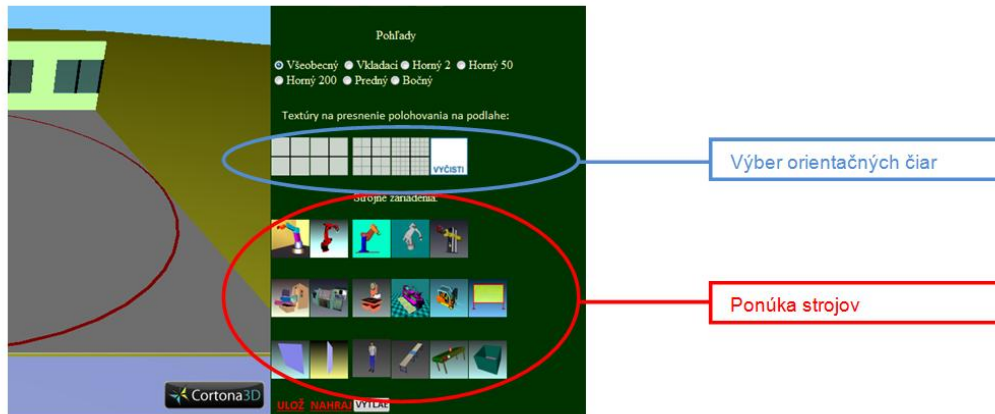 Pohľady
Všeobecný Vkladací Horný 2 Horný 50
Horný 200 Predný Bočný
Textúry na presnenie polohovania na podlahe:
VYČISTI
Výber orientačných čiar
Strojné zariadenia:
Ponúka strojov
Cortona3D
ULOŽ NAHRAJ VYTLAČ